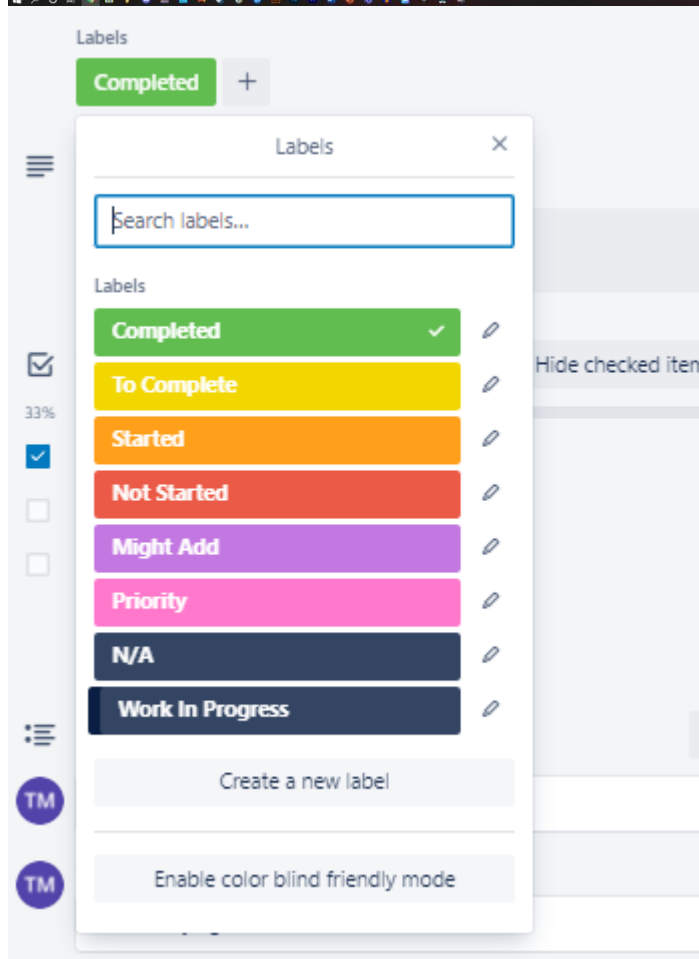 Labels
Completed +
Labels ×
Search labels...
Labels
Completed
To Complete
Hide checked iten
33%
Started
Not Started
Might Add
Priority
N/A
Work In Progress
Create a new label
TM
Enable color blind friendly mode
TM